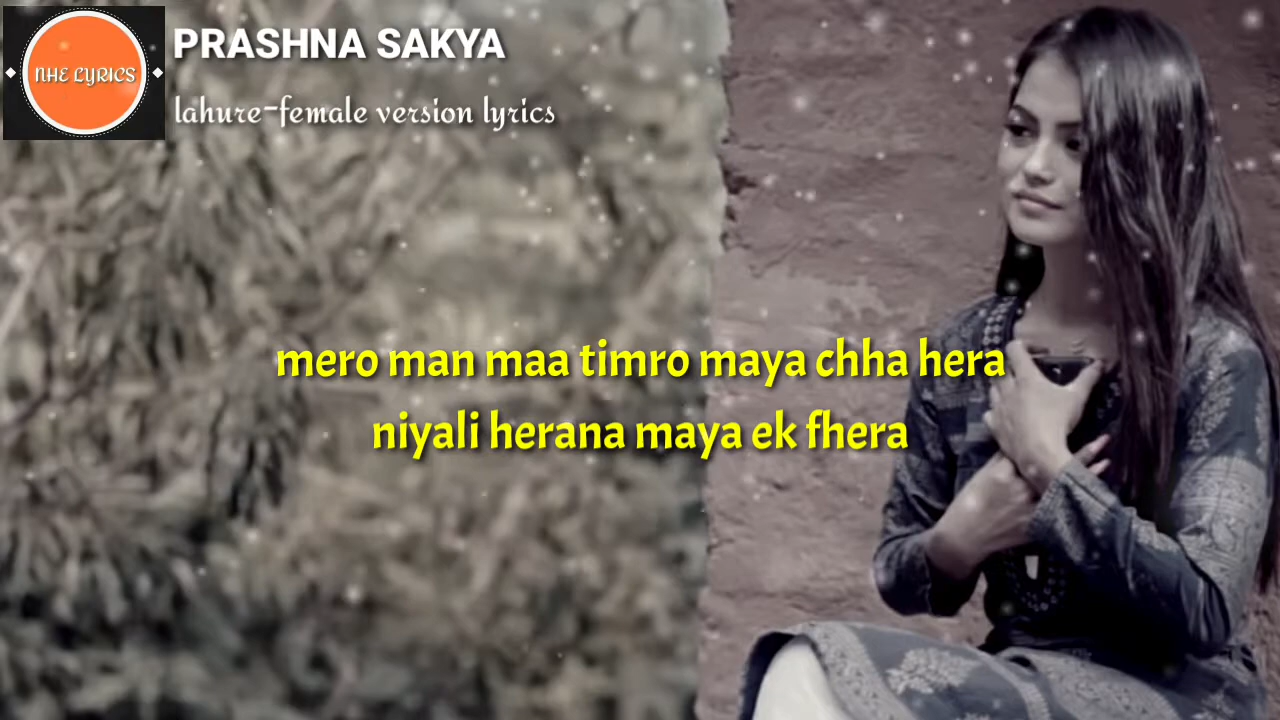 NHE LYRICS
PRASHNA SAKYA
lahure-female version lyrics
mero man maa timro maya chha hera
niyali herana maya ek fhera